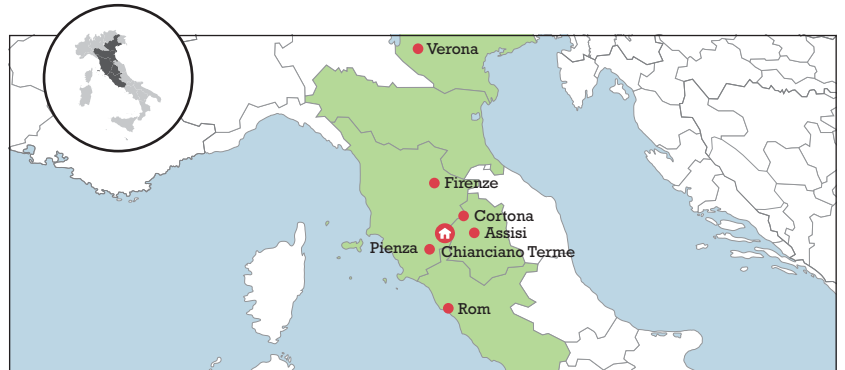 Verona
Firenze
Cortona
Assisi
Pienza
Chianciano Terme
Rom